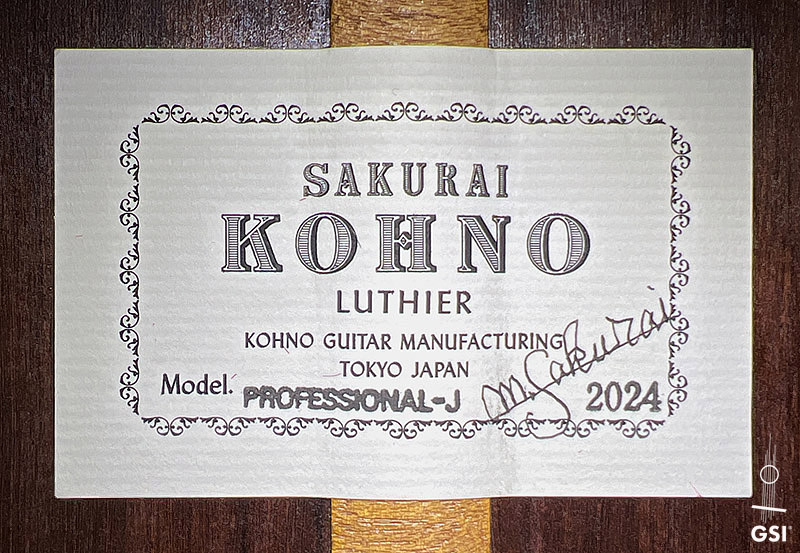 SAKURAI
KOHNO
LUTHIER
KOHNO GUITAR MANUFACTURING
TOKYO JAPAN
Model. PROFESSIONAL-J M. Sakurai 2024
GSI